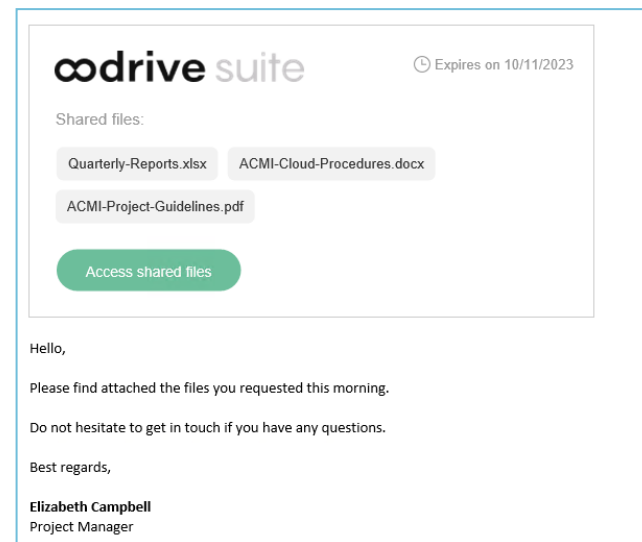 oodrive suite
Expires on 10/11/2023
Shared files:
Quarterly-Reports.xlsx ACMI-Cloud-Procedures.docx
ACMI-Project-Guidelines.pdf
Access shared files
Hello,
Please find attached the files you requested this morning.
Do not hesitate to get in touch if you have any questions.
Best regards,
Elizabeth Campbell
Project Manager